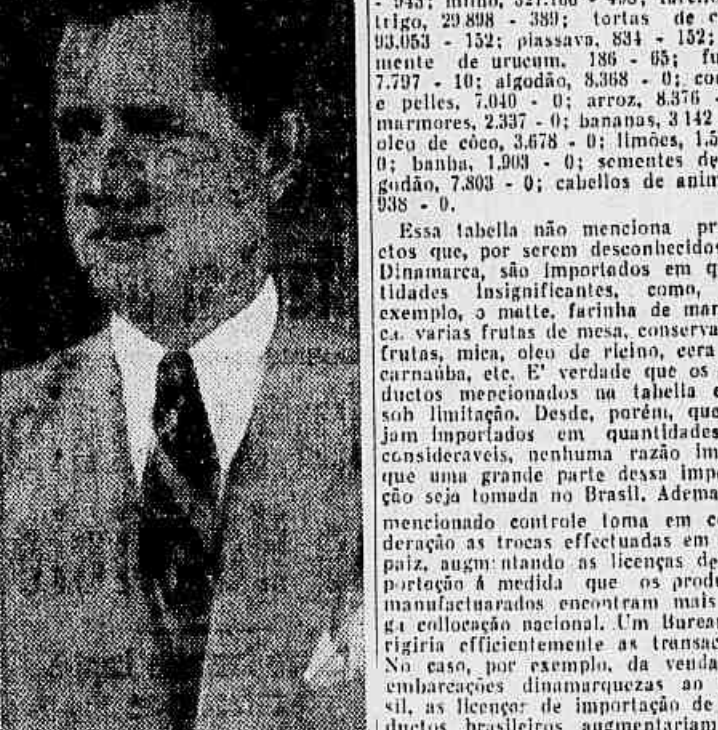 - 943; milho, 327.166 - 498; farello
trigo, 29.898 - 389; tortas de c
93.053 - 152; piassava, 834 - 152;
mente de urucum. 186 - 65; fu
7.797 - 10; algodão, 8.368 - 0; cou
e pelles, 7.040 - 0; arroz, 8.376 -
marmores, 2.337 - 0; bananas, 3 142
oleo de côco, 3.678 - 0; limões, 1.5
0; banha, 1.903 - 0; sementes de
godão, 7.803 - 0; cabellos de anim
938 - 0.
Essa tabella não menciona pr
ctos que, por serem desconhecidos
Dinamarca, são importados em q
tidades insignificantes, como,
exemplo, o matte, farinha de man
ca. varias frutas de mesa, conserva
frutas, mica, oleo de ricino, cera
carnaúba, etc. E' verdade que os
ductos mencionados na tabella e
sob limitação. Desde, porém, que
jam importados em quantidades
consideraveis, nenhuma razão im
que uma grande parte dessa impo
ção seja tomada no Brasil. Adema
mencionado controle toma em c
deração as trocas effectuadas em
paiz, augmentando as licenças de
portação á medida que os prod
manufactuarados encontram mais
ga collocação nacional. Um Bureau
rigiria efficientemente as transac
No caso, por exemplo, da venda
embarcações dinamarquezas ao
sil, as licenças de importação de
ductos brasileiros augmentariam